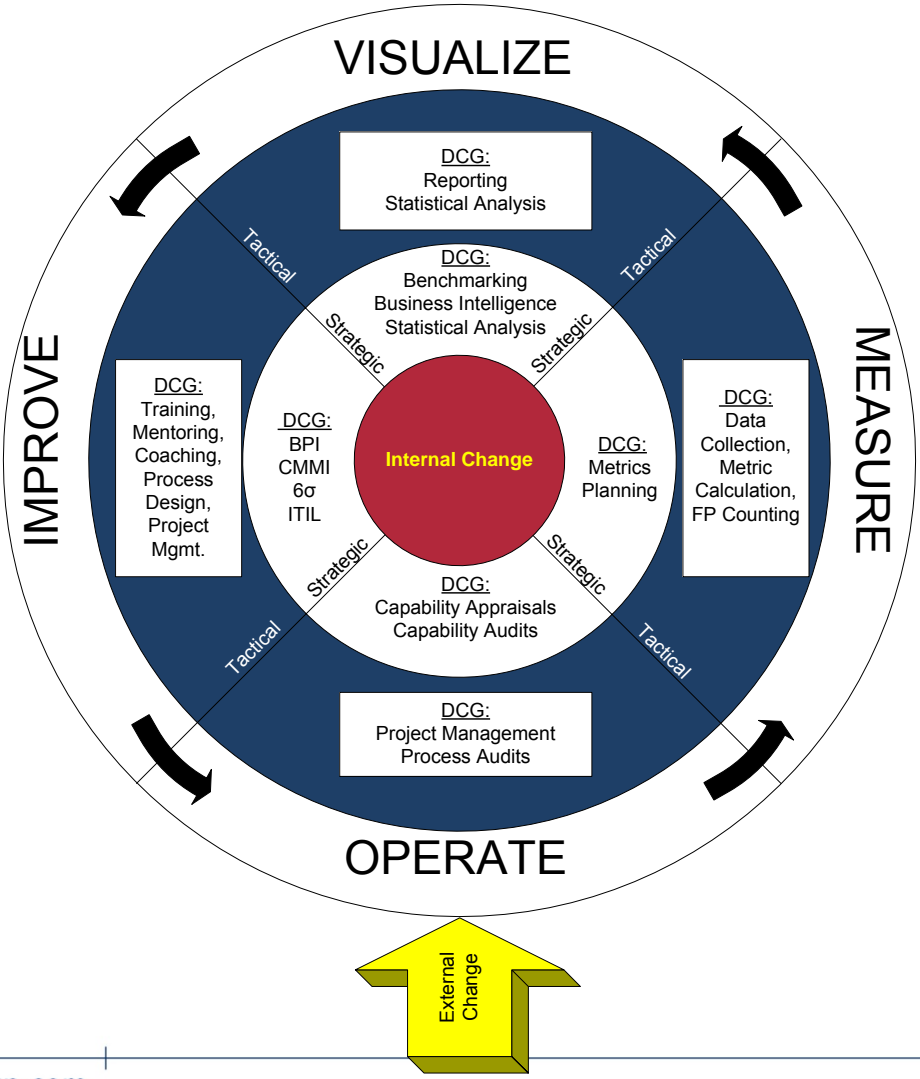 VISUALIZE
DCG:
Reporting
Statistical Analysis
Tactical
Tactical
DCG:
Benchmarking
Business Intelligence
Statistical Analysis
Strategic
Strategic
IMPROVE
DCG:
Training,
Mentoring,
Coaching,
Process
Design,
Project
Mgmt.
DCG:
BPI
CMMI
6σ
ITIL
Internal Change
DCG:
Metrics
Planning
DCG:
Data
Collection,
Metric
Calculation,
FP Counting
MEASURE
Strategic
Strategic
DCG:
Capability Appraisals
Capability Audits
Tactical
Tactical
DCG:
Project Management
Process Audits
OPERATE
External
Change